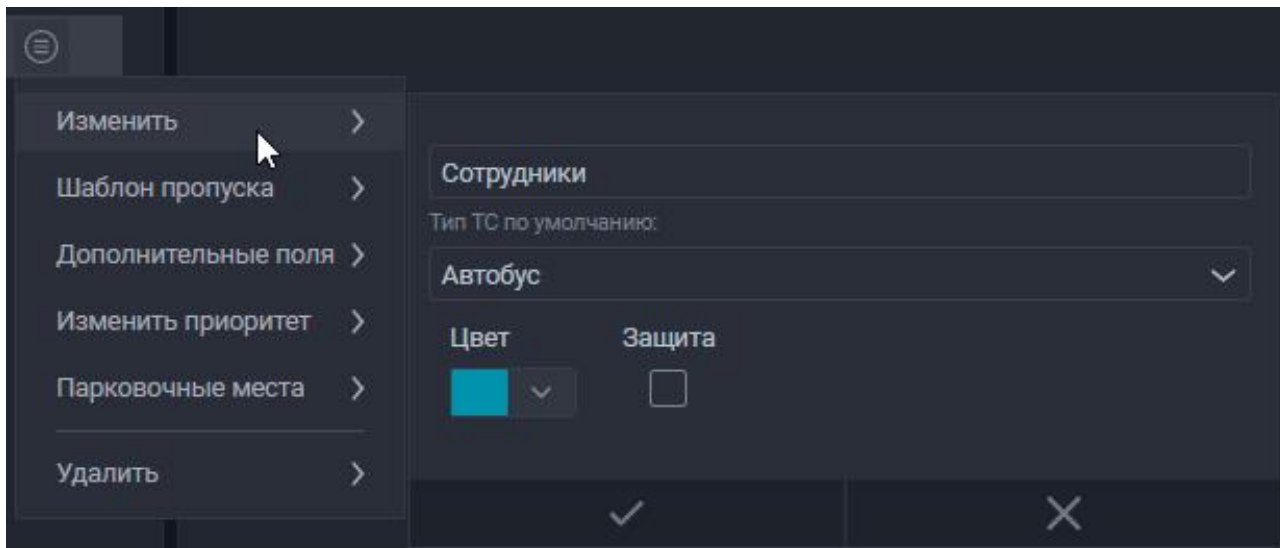 Изменить
Шаблон пропуска
Дополнительные поля
Изменить приоритет
Парковочные места
Удалить
Сотрудники
Тип ТС по умолчанию:
Автобус
Цвет Защита